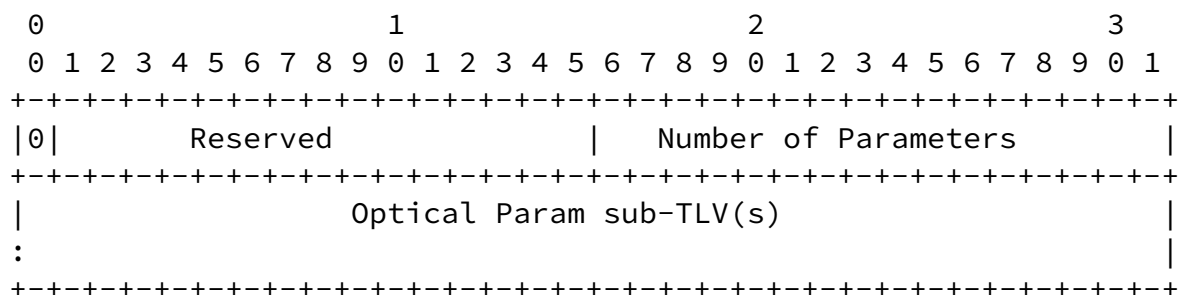 0                   1                   2                   3
 0 1 2 3 4 5 6 7 8 9 0 1 2 3 4 5 6 7 8 9 0 1 2 3 4 5 6 7 8 9 0 1
+-+-+-+-+-+-+-+-+-+-+-+-+-+-+-+-+-+-+-+-+-+-+-+-+-+-+-+-+-+-+-+-+
|0|       Reserved              |   Number of Parameters        |
+-+-+-+-+-+-+-+-+-+-+-+-+-+-+-+-+-+-+-+-+-+-+-+-+-+-+-+-+-+-+-+-+
|                  Optical Param sub-TLV(s)                     |
:                                                               |
+-+-+-+-+-+-+-+-+-+-+-+-+-+-+-+-+-+-+-+-+-+-+-+-+-+-+-+-+-+-+-+-+